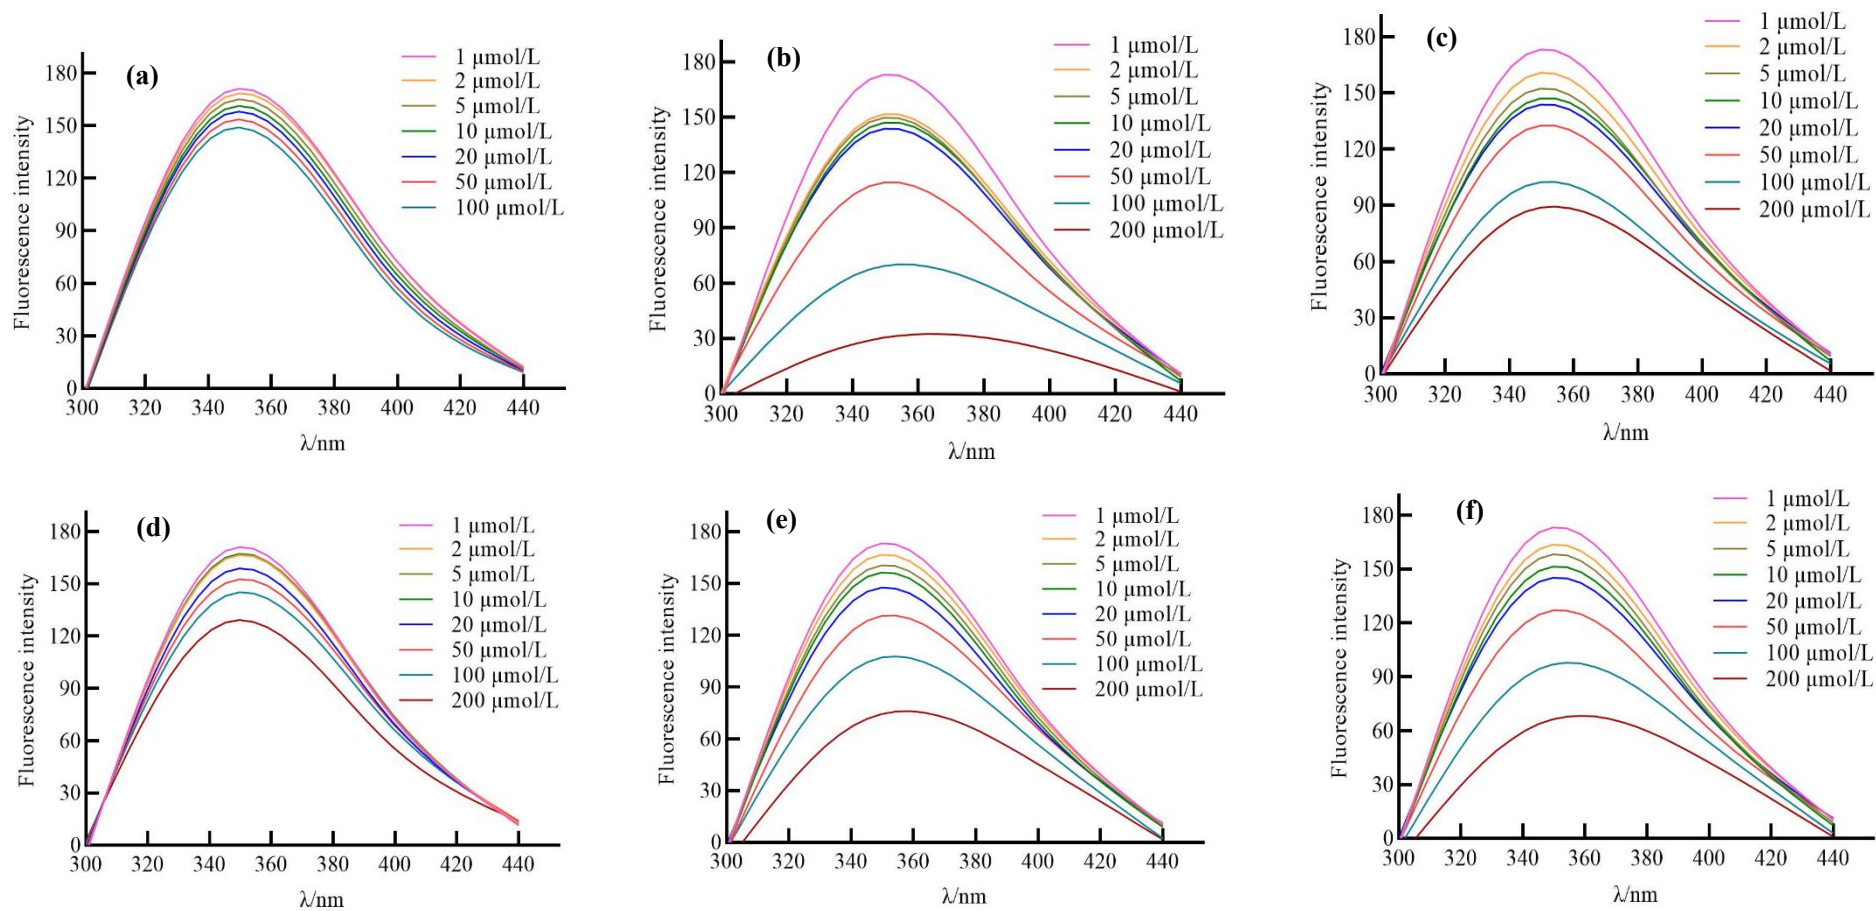 (a)
1 μmol/L
2 μmol/L
5 μmol/L
10 μmol/L
20 μmol/L
50 μmol/L
100 μmol/L
Fluorescence intensity
180
150
120
90
60
30
0
300 320 340 360 380 400 420 440
λ/nm
(b)
1 μmol/L
2 μmol/L
5 μmol/L
10 μmol/L
20 μmol/L
50 μmol/L
100 μmol/L
200 μmol/L
Fluorescence intensity
180
150
120
90
60
30
0
300 320 340 360 380 400 420 440
λ/nm
(c)
1 μmol/L
2 μmol/L
5 μmol/L
10 μmol/L
20 μmol/L
50 μmol/L
100 μmol/L
200 μmol/L
Fluorescence intensity
180
150
120
90
60
30
0
300 320 340 360 380 400 420 440
λ/nm
(d)
1 μmol/L
2 μmol/L
5 μmol/L
10 μmol/L
20 μmol/L
50 μmol/L
100 μmol/L
200 μmol/L
Fluorescence intensity
180
150
120
90
60
30
0
300 320 340 360 380 400 420 440
λ/nm
(e)
1 μmol/L
2 μmol/L
5 μmol/L
10 μmol/L
20 μmol/L
50 μmol/L
100 μmol/L
200 μmol/L
Fluorescence intensity
180
150
120
90
60
30
0
300 320 340 360 380 400 420 440
λ/nm
(f)
1 μmol/L
2 μmol/L
5 μmol/L
10 μmol/L
20 μmol/L
50 μmol/L
100 μmol/L
200 μmol/L
Fluorescence intensity
180
150
120
90
60
30
0
300 320 340 360 380 400 420 440
λ/nm